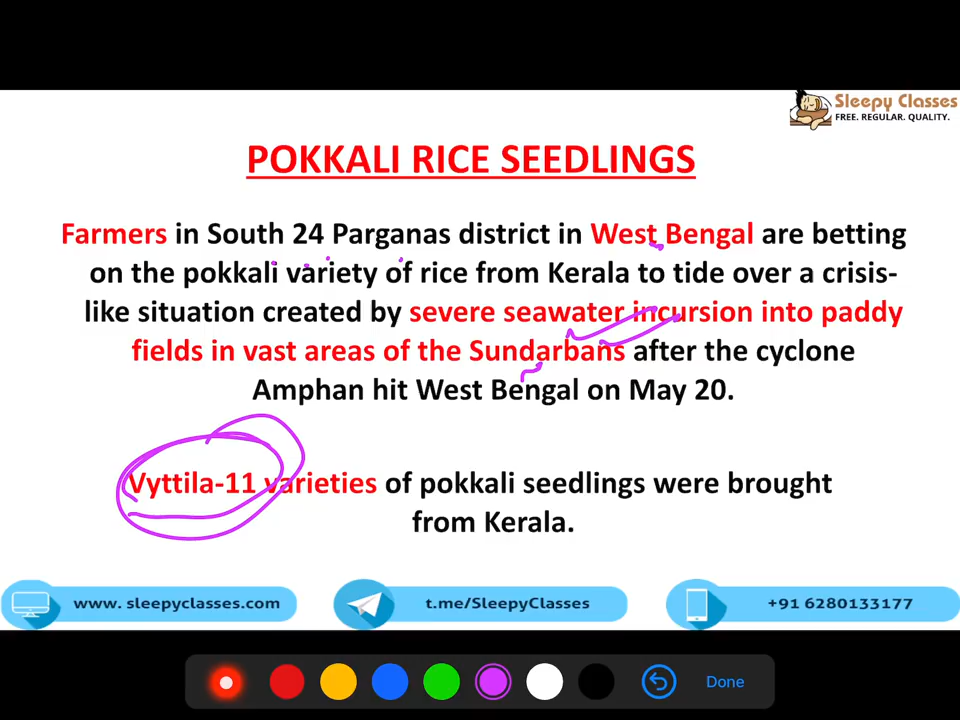 Sleepy Classes
FREE. REGULAR. QUALITY.
POKKALI RICE SEEDLINGS
Farmers in South 24 Parganas district in West Bengal are betting
on the pokkali variety of rice from Kerala to tide over a crisis-
like situation created by severe seawater incursion into paddy
fields in vast areas of the Sundarbans after the cyclone
Amphan hit West Bengal on May 20.
Vyttila-11 varieties of pokkali seedlings were brought
from Kerala.
www. sleepyclasses.com
t.me/SleepyClasses
+91 6280133177
Done